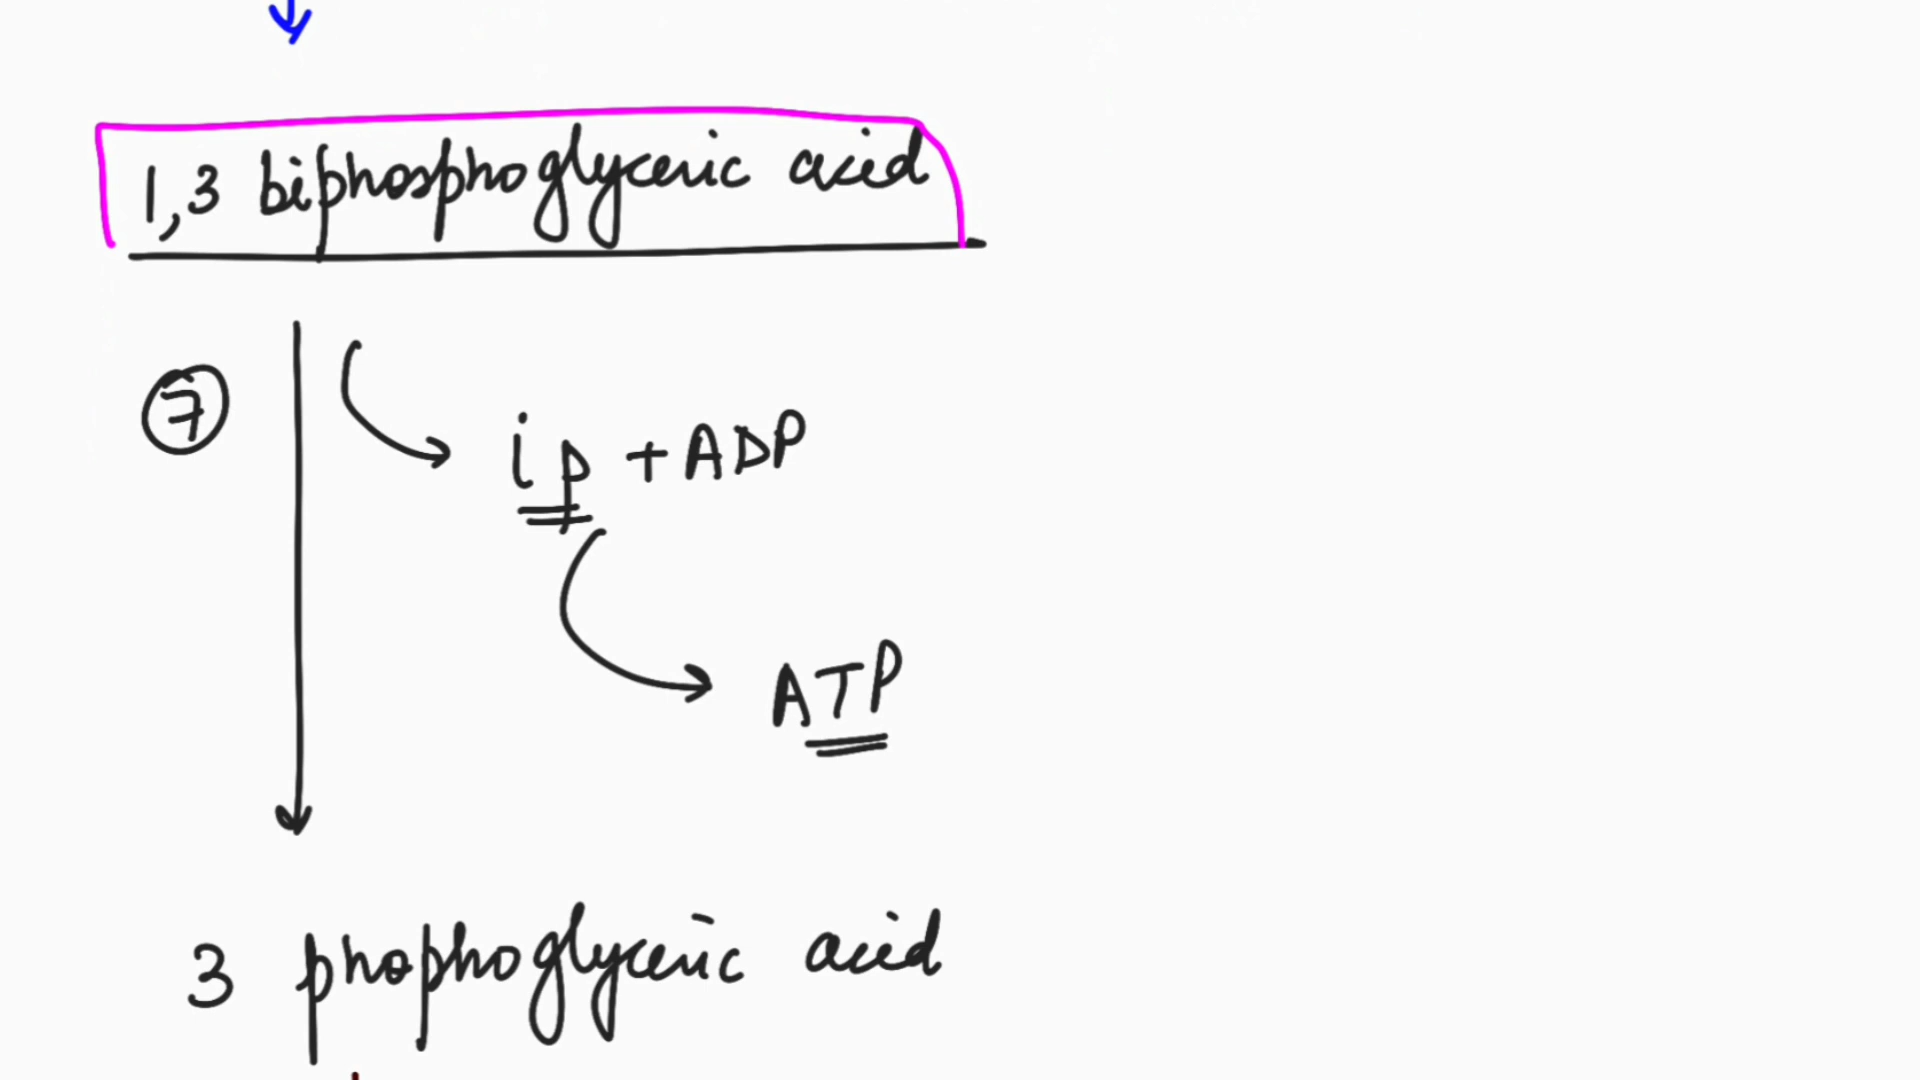 1,3 biphosphoglyceric acid
7
ip + ADP
ATP
3 phophoglyceric acid